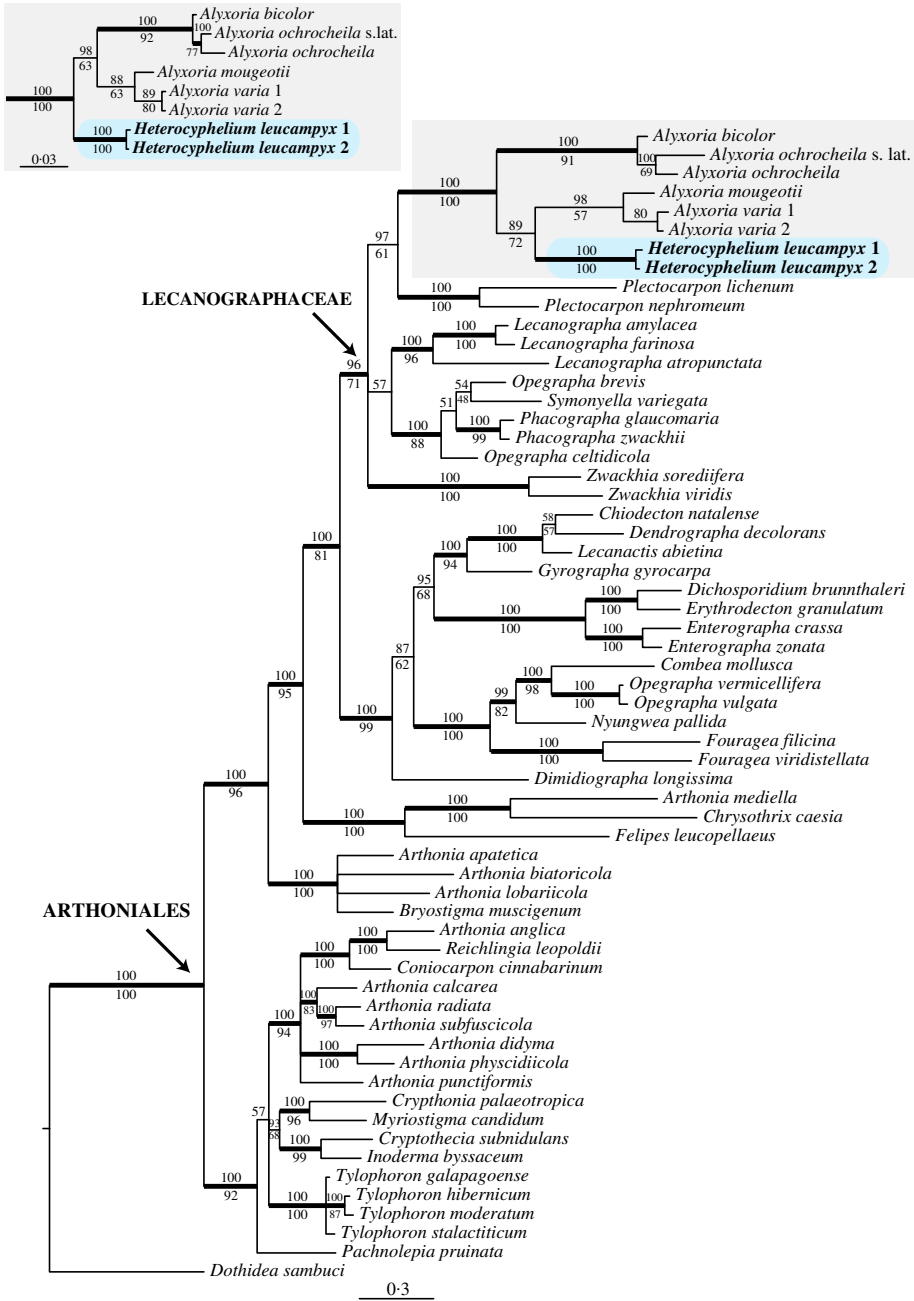 100
92
Alyxoria bicolor
100
Alyxoria ochrocheila s.lat.
77
Alyxoria ochrocheila
98
63
88
63
Alyxoria mougeotii
89
80
Alyxoria varia 1
Alyxoria varia 2
100
100
100
100
Heterocyphelium leucampyx 1
Heterocyphelium leucampyx 2
0·03
100
91
Alyxoria bicolor
100
69
Alyxoria ochrocheila s. lat.
Alyxoria ochrocheila
100
100
98
57
Alyxoria mougeotii
80
Alyxoria varia 1
Alyxoria varia 2
89
72
100
100
Heterocyphelium leucampyx 1
Heterocyphelium leucampyx 2
97
61
100
100
Plectocarpon lichenum
Plectocarpon nephromeum
LECANOGRAPHACEAE
96
71
100
96
100
100
Lecanographa amylacea
Lecanographa farinosa
Lecanographa atropunctata
57
54
48
Opegrapha brevis
Symonyella variegata
51
100
99
Phacographa glaucomaria
Phacographa zwackhii
100
88
Opegrapha celtidicola
100
100
Zwackhia sorediifera
Zwackhia viridis
100
81
58
57
Chiodecton natalense
Dendrographa decolorans
100
100
Lecanactis abietina
100
94
Gyrographa gyrocarpa
95
68
100
100
Dichosporidium brunnthaleri
Erythrodecton granulatum
100
100
100
100
Enterographa crassa
Enterographa zonata
87
62
100
98
Combea mollusca
100
100
Opegrapha vermicellifera
Opegrapha vulgata
99
82
Nyungwea pallida
100
100
100
100
Fouragea filicina
Fouragea viridistellata
100
99
Dimidiographa longissima
100
95
100
100
Arthonia mediella
Chrysothrix caesia
100
100
Felipes leucopellaeus
100
96
100
100
Arthonia apatetica
Arthonia biatoricola
Arthonia lobariicola
Bryostigma muscigenum
ARTHONIALES
100
100
100
100
100
100
Arthonia anglica
Reichlingia leopoldii
Coniocarpon cinnabarinum
100
83
Arthonia calcarea
100
97
Arthonia radiata
Arthonia subfuscicola
100
94
100
100
Arthonia didyma
Arthonia physcidiicola
Arthonia punctiformis
57
93
68
100
96
Crypthonia palaeotropica
Myriostigma candidum
100
99
Cryptothecia subnidulans
Inoderma byssaceum
100
92
100
100
Tylophoron galapagoense
100
87
Tylophoron hibernicum
Tylophoron moderatum
Tylophoron stalactiticum
Pachnolepia pruinata
Dothidea sambuci
0·3